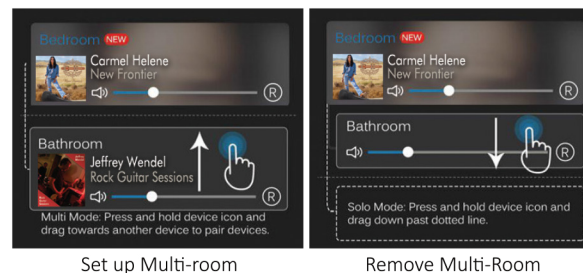 Bedroom NEW
Carmel Helene
New Frontier
R
Bathroom
Jeffrey Wendel
Rock Guitar Sessions
R
Multi Mode: Press and hold device icon and
drag towards another device to pair devices.
Set up Multi-room
Bedroom NEW
Carmel Helene
New Frontier
R
Bathroom
R
Solo Mode: Press and hold device icon and
drag down past dotted line.
Remove Multi-Room